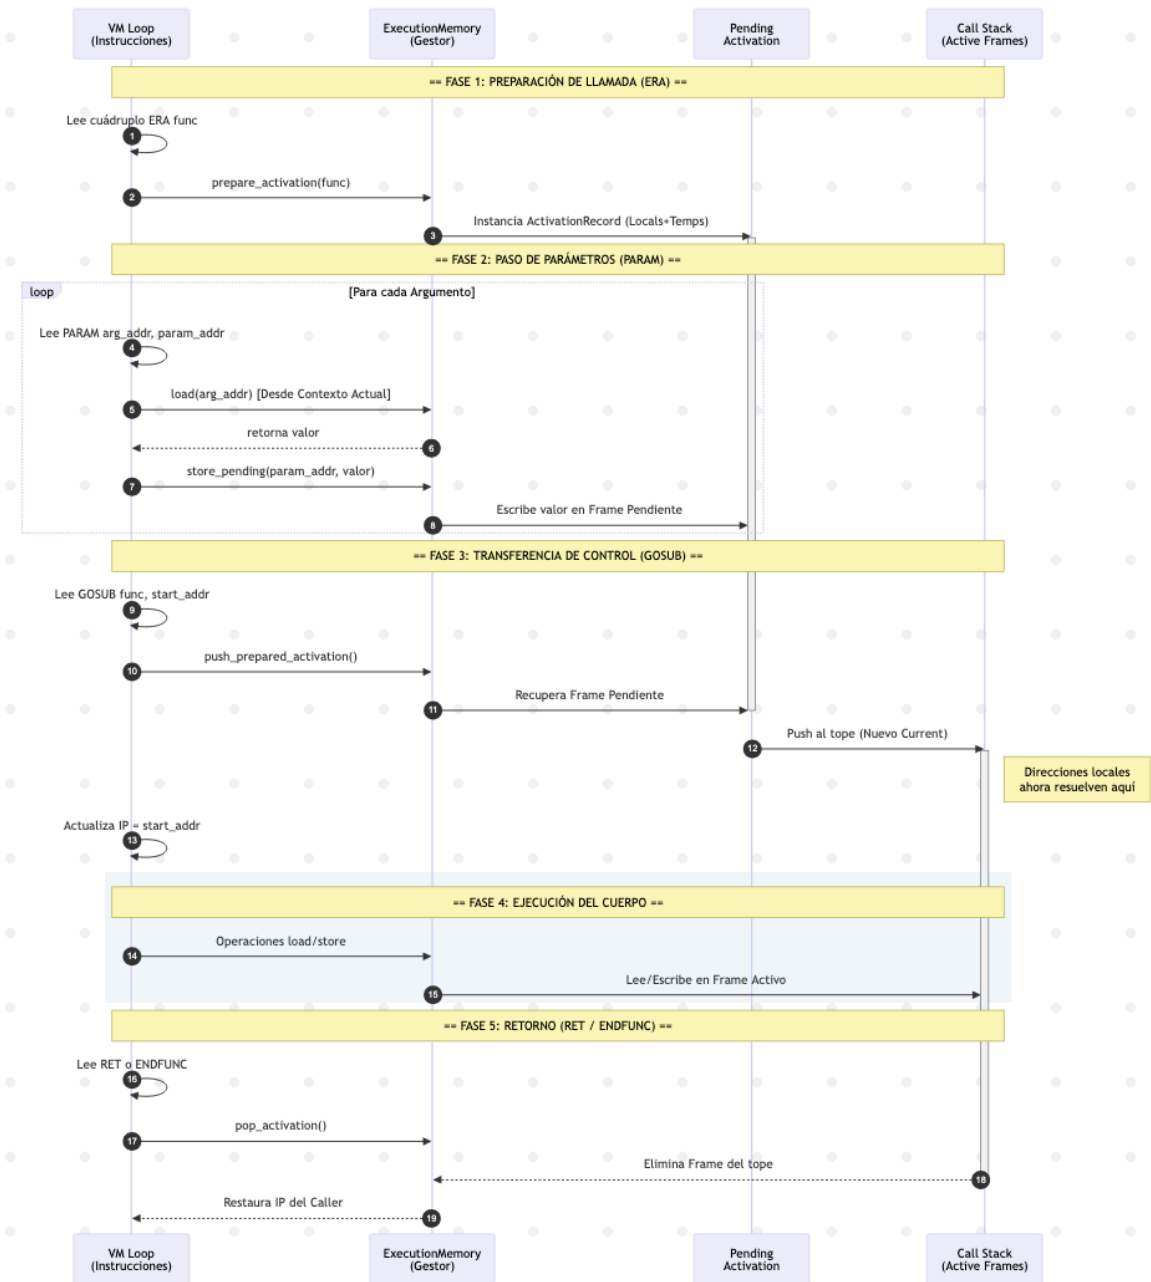 VM Loop
(Instrucciones)
ExecutionMemory
(Gestor)
Pending
Activation
Call Stack
(Active Frames)
== FASE 1: PREPARACIÓN DE LLAMADA (ERA) ==
Lee cuádruplo ERA func
1
prepare_activation(func)
2
Instancia ActivationRecord (Locals+Temps)
3
== FASE 2: PASO DE PARÁMETROS (PARAM) ==
loop
[Para cada Argumento]
Lee PARAM arg_addr, param_addr
4
load(arg_addr) [Desde Contexto Actual]
5
retorna valor
6
store_pending(param_addr, valor)
7
Escribe valor en Frame Pendiente
8
== FASE 3: TRANSFERENCIA DE CONTROL (GOSUB) ==
Lee GOSUB func, start_addr
9
push_prepared_activation()
10
Recupera Frame Pendiente
11
Push al tope (Nuevo Current)
12
Direcciones locales
ahora resuelven aquí
Actualiza IP = start_addr
13
== FASE 4: EJECUCIÓN DEL CUERPO ==
Operaciones load/store
14
Lee/Escribe en Frame Activo
15
== FASE 5: RETORNO (RET / ENDFUNC) ==
Lee RET o ENDFUNC
16
pop_activation()
17
Elimina Frame del tope
18
Restaura IP del Caller
19
VM Loop
(Instrucciones)
ExecutionMemory
(Gestor)
Pending
Activation
Call Stack
(Active Frames)